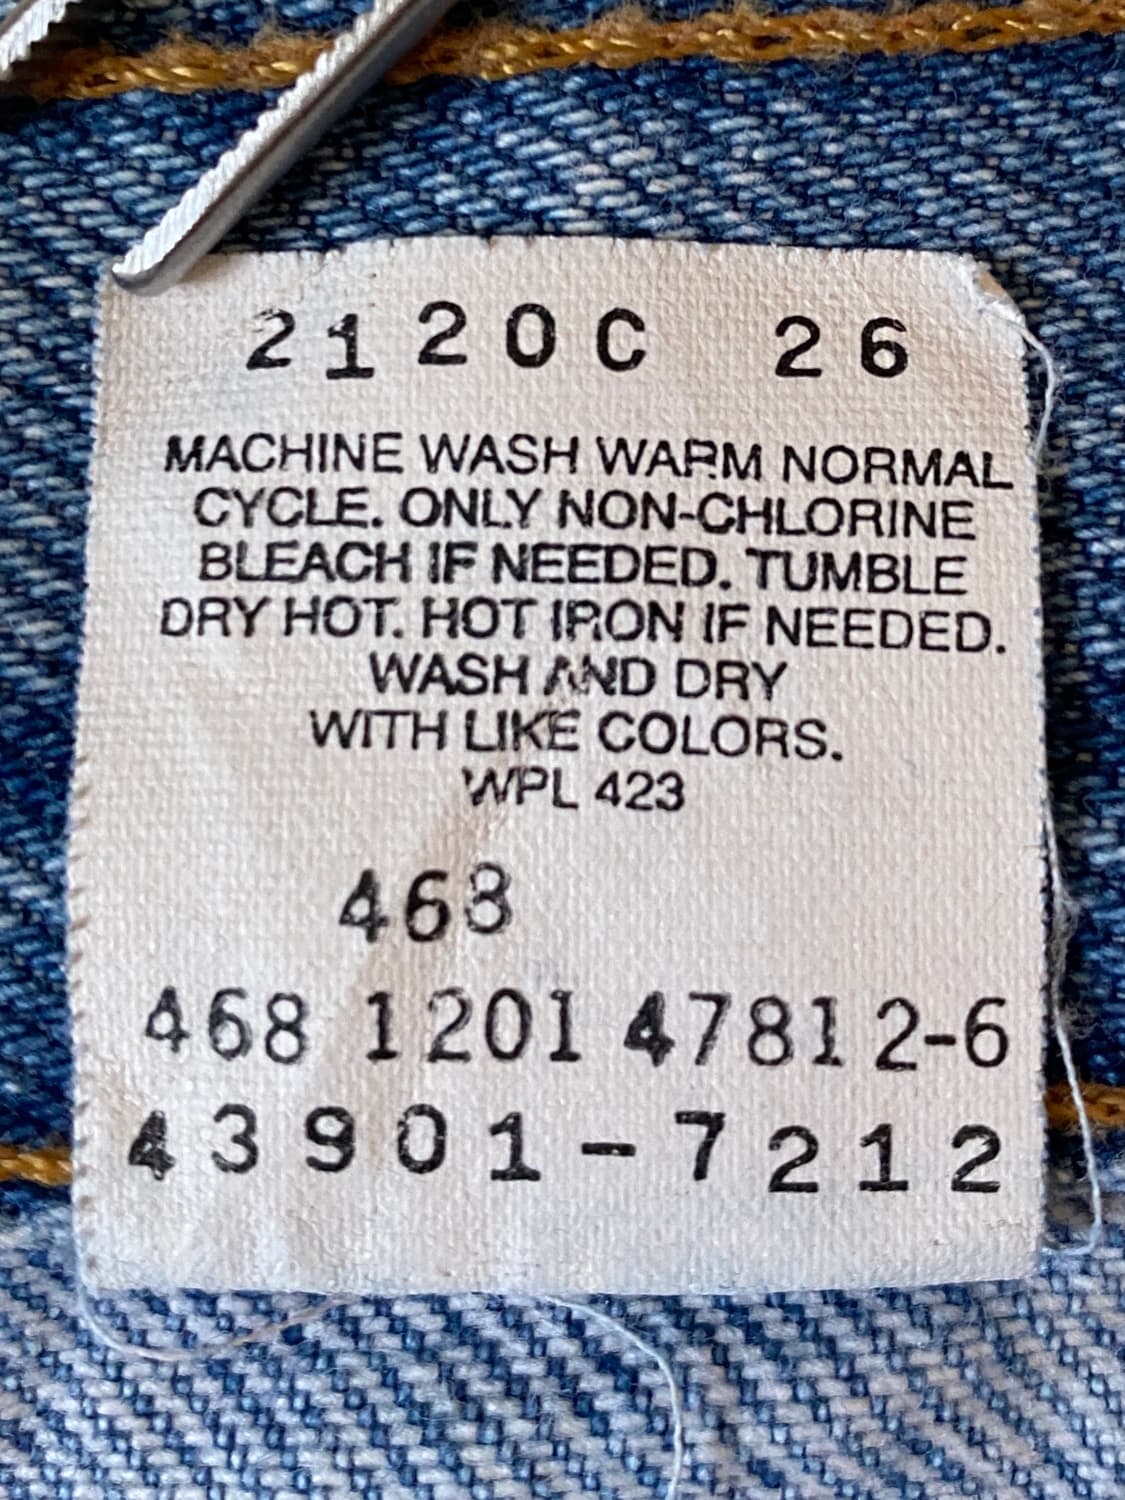 2120C 26
MACHINE WASH WARM NORMAL
CYCLE. ONLY NON-CHLORINE
BLEACH IF NEEDED. TUMBLE
DRY HOT. HOT IRON IF NEEDED.
WASH AND DRY
WITH LIKE COLORS.
WPL 423
468
468 1201 47812-6
43901-7212